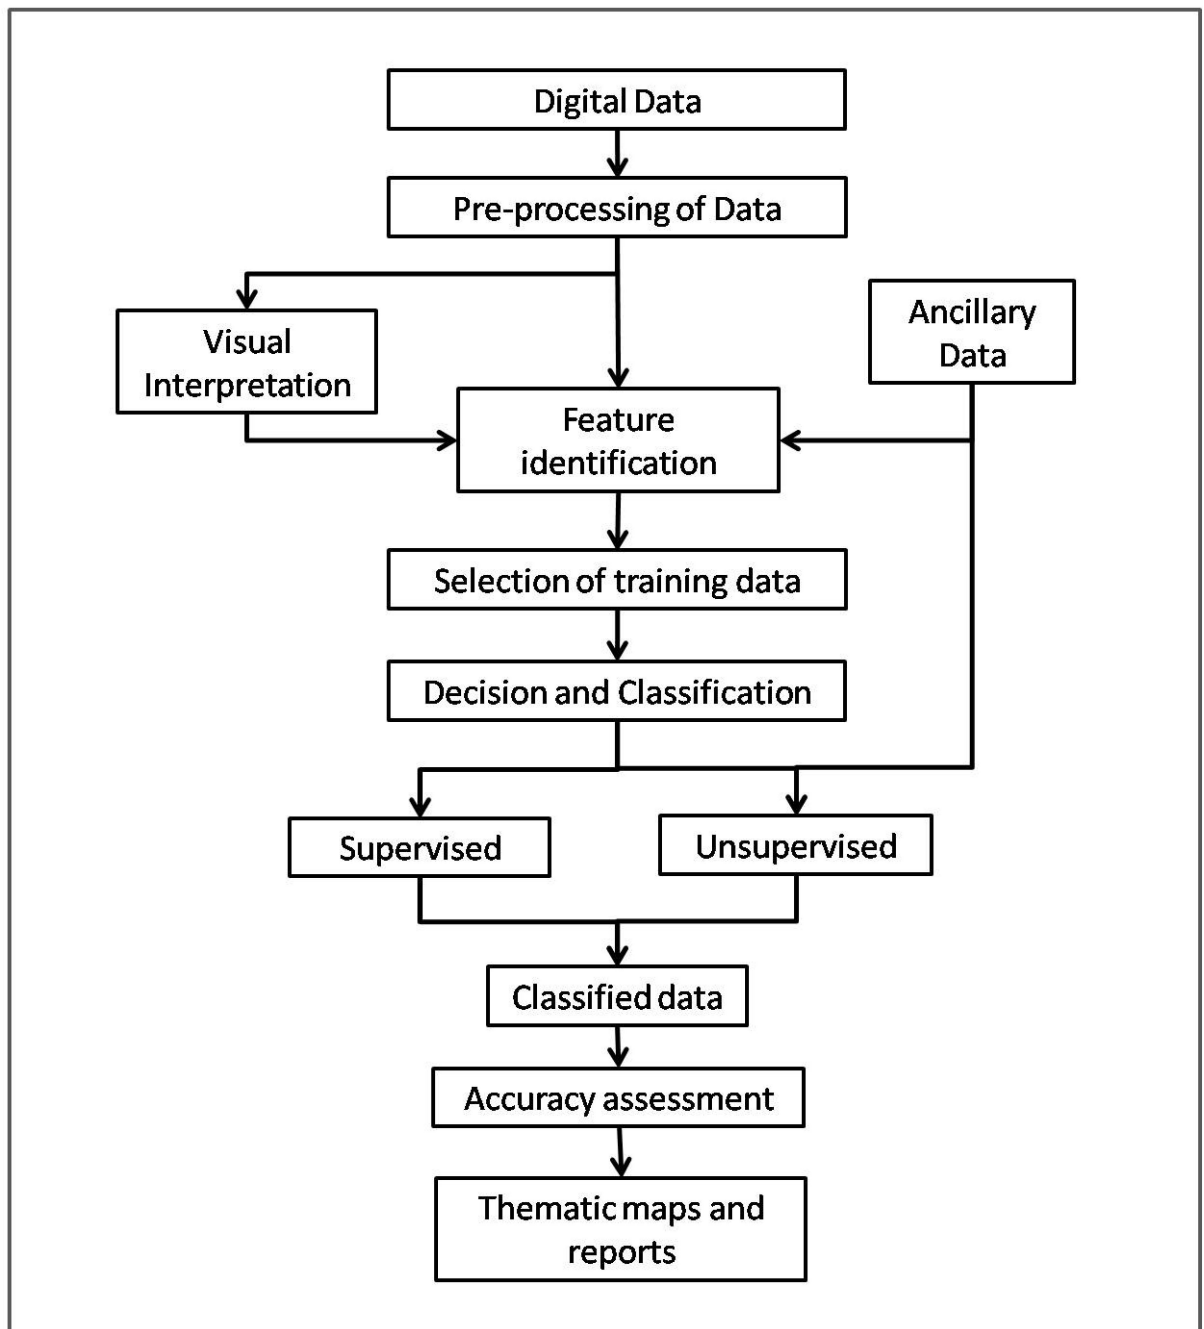 Digital Data
Pre-processing of Data
Visual
Interpretation
Ancillary
Data
Feature
identification
Selection of training data
Decision and Classification
Supervised
Unsupervised
Classified data
Accuracy assessment
Thematic maps and
reports